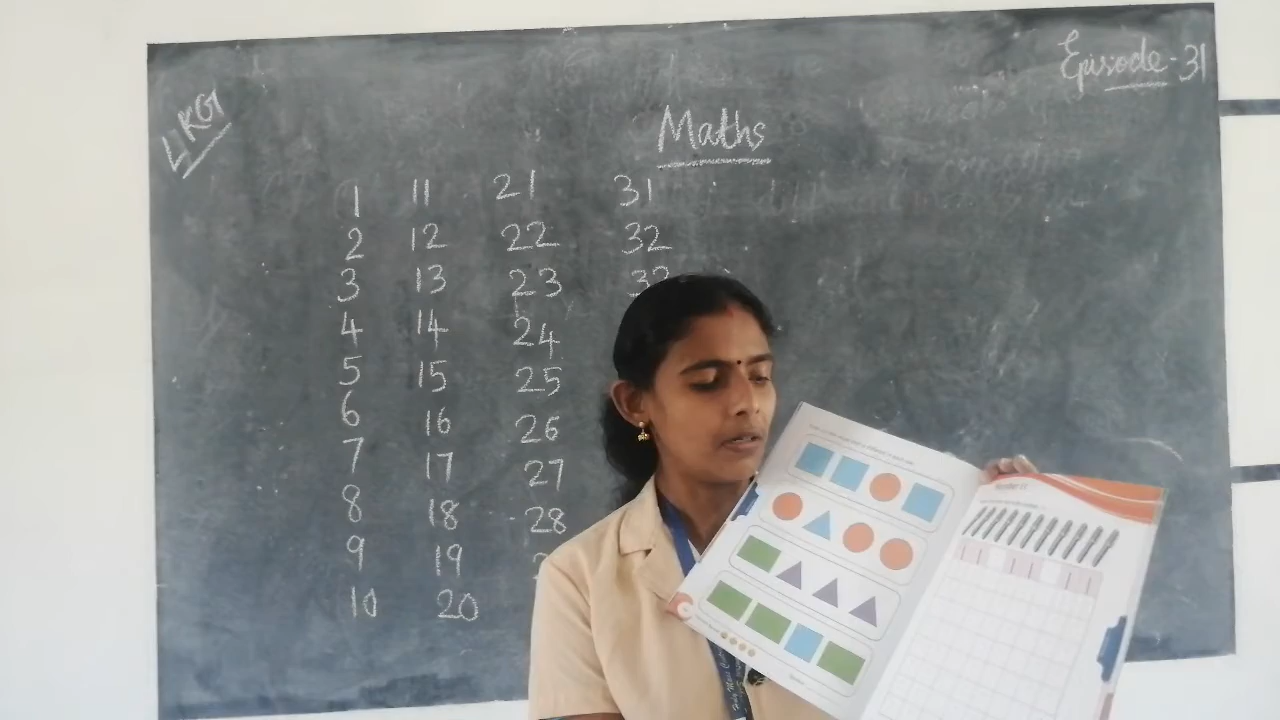 LKG
Episode-31
Maths
1 11 21 31
2 12 22 32
3 13 23 33
4 14 24
5 15 25
6 16 26
7 17 27
8 18 28
9 19
10 20